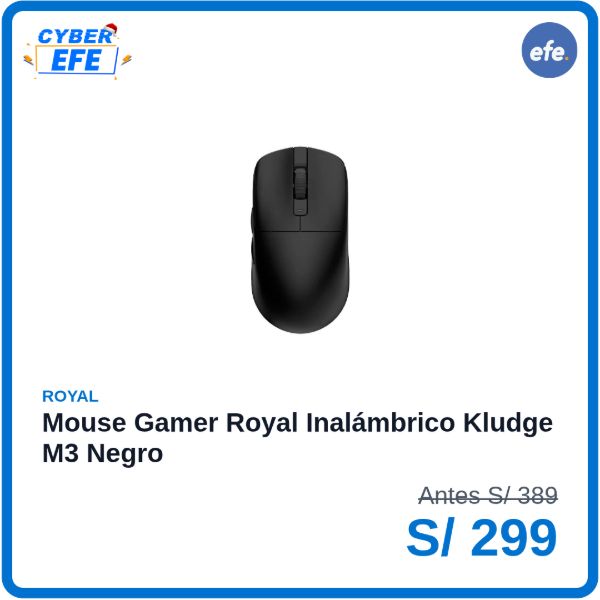 CYBER
EFE
efe.
ROYAL
Mouse Gamer Royal Inalámbrico Kludge
M3 Negro
Antes S/ 389
S/ 299